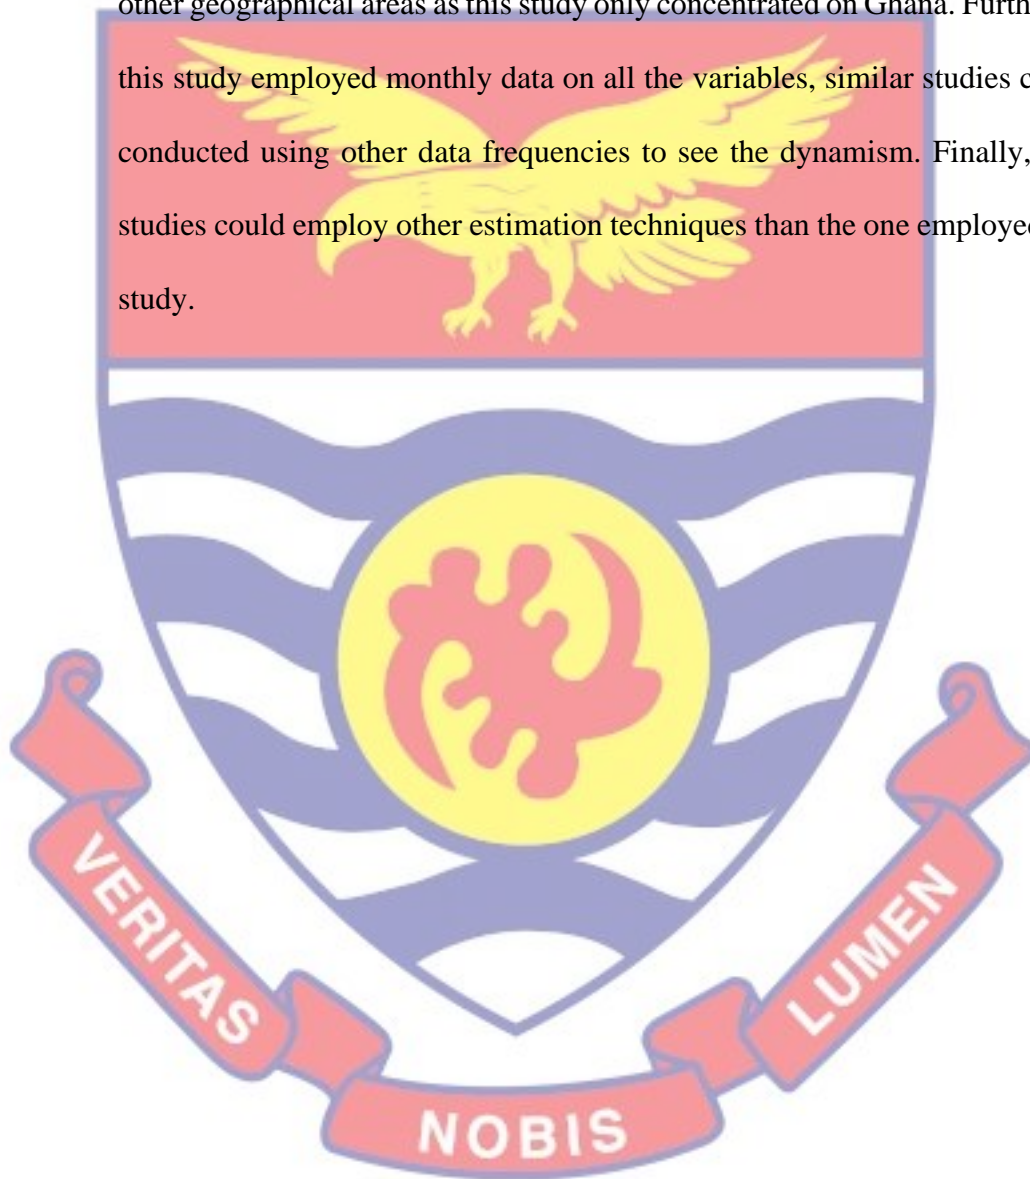 other geographical areas as this study only concentrated on Ghana. Furth
this study employed monthly data on all the variables, similar studies c
conducted using other data frequencies to see the dynamism. Finally,
studies could employ other estimation techniques than the one employed
study.
VERITAS
NOBIS
LUMEN